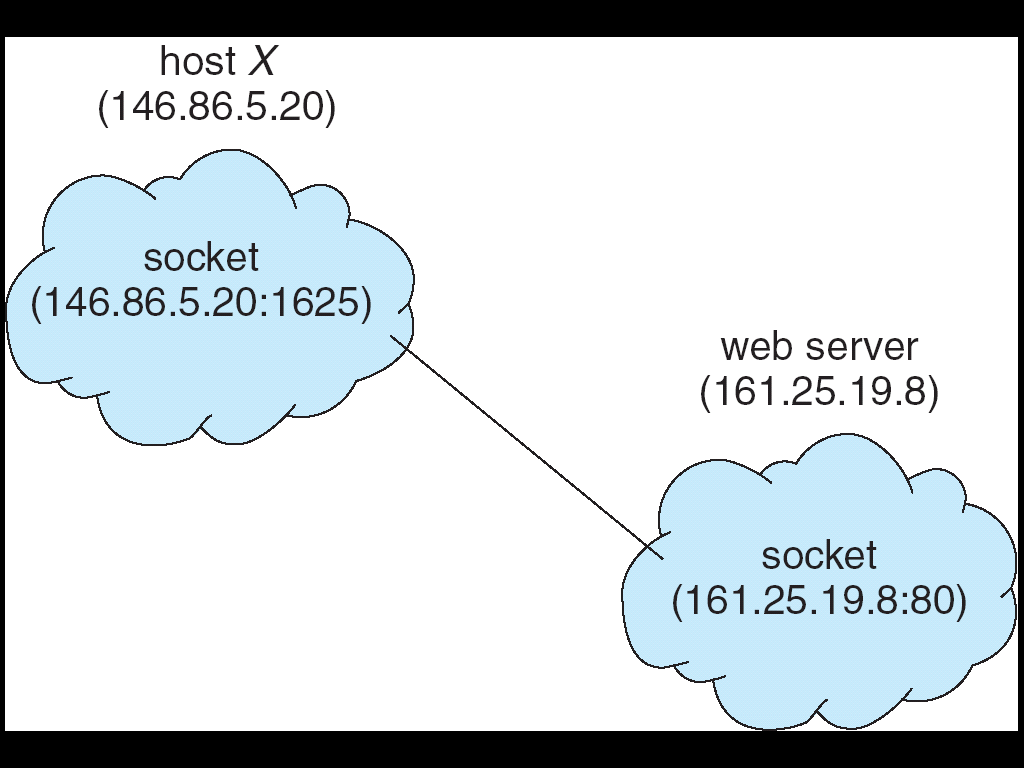 host X
(146.86.5.20)
socket
(146.86.5.20:1625)
web server
(161.25.19.8)
socket
(161.25.19.8:80)